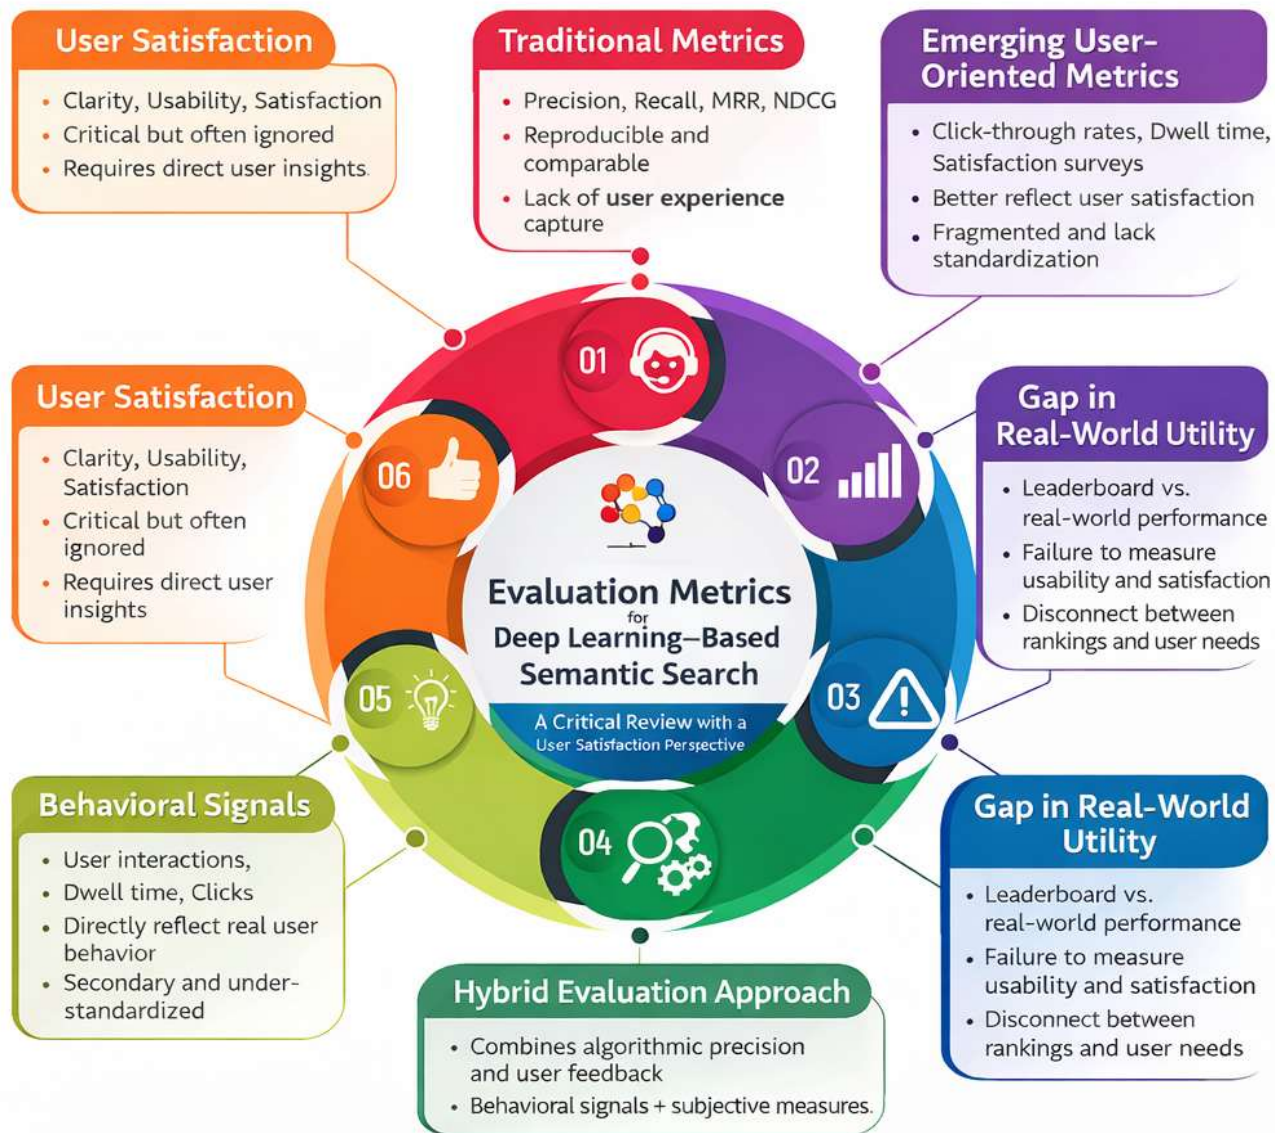 User Satisfaction
• Clarity, Usability, Satisfaction
• Critical but often ignored
• Requires direct user insights.
Traditional Metrics
• Precision, Recall, MRR, NDCG
• Reproducible and
comparable
• Lack of user experience
capture
Emerging User-
Oriented Metrics
• Click-through rates, Dwell time,
Satisfaction surveys
• Better reflect user satisfaction
• Fragmented and lack
standardization
User Satisfaction
• Clarity, Usability,
Satisfaction
• Critical but often
ignored
• Requires direct user
insights
01
02
03
04
05
06
Evaluation Metrics
for
Deep Learning–Based
Semantic Search
A Critical Review with a
User Satisfaction Perspective
Gap in
Real-World Utility
• Leaderboard vs.
real-world performance
• Failure to measure
usability and satisfaction
• Disconnect between
rankings and user needs
Behavioral Signals
• User interactions,
• Dwell time, Clicks
• Directly reflect real user
behavior
• Secondary and under-
standardized
Hybrid Evaluation Approach
• Combines algorithmic precision
and user feedback
• Behavioral signals + subjective measures.
Gap in Real-World
Utility
• Leaderboard vs.
real-world performance
• Failure to measure
usability and satisfaction
• Disconnect between
rankings and user needs